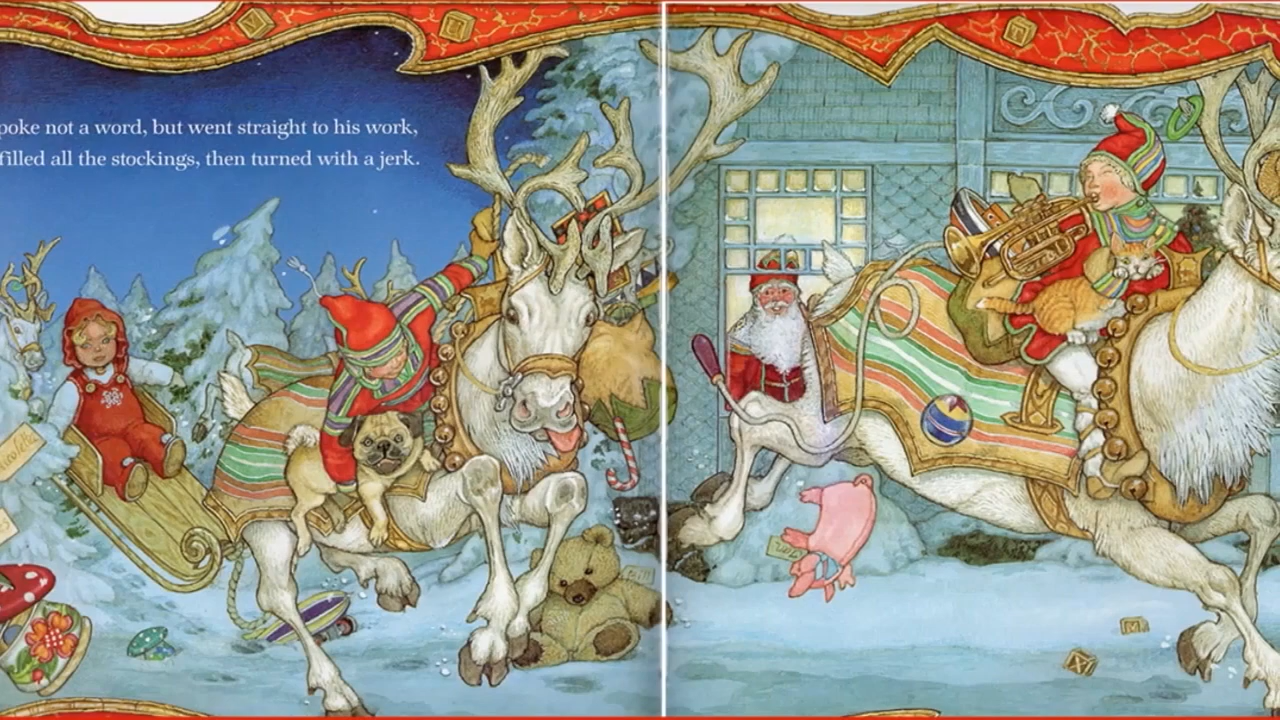 poke not a word, but went straight to his work,
filled all the stockings, then turned with a jerk.